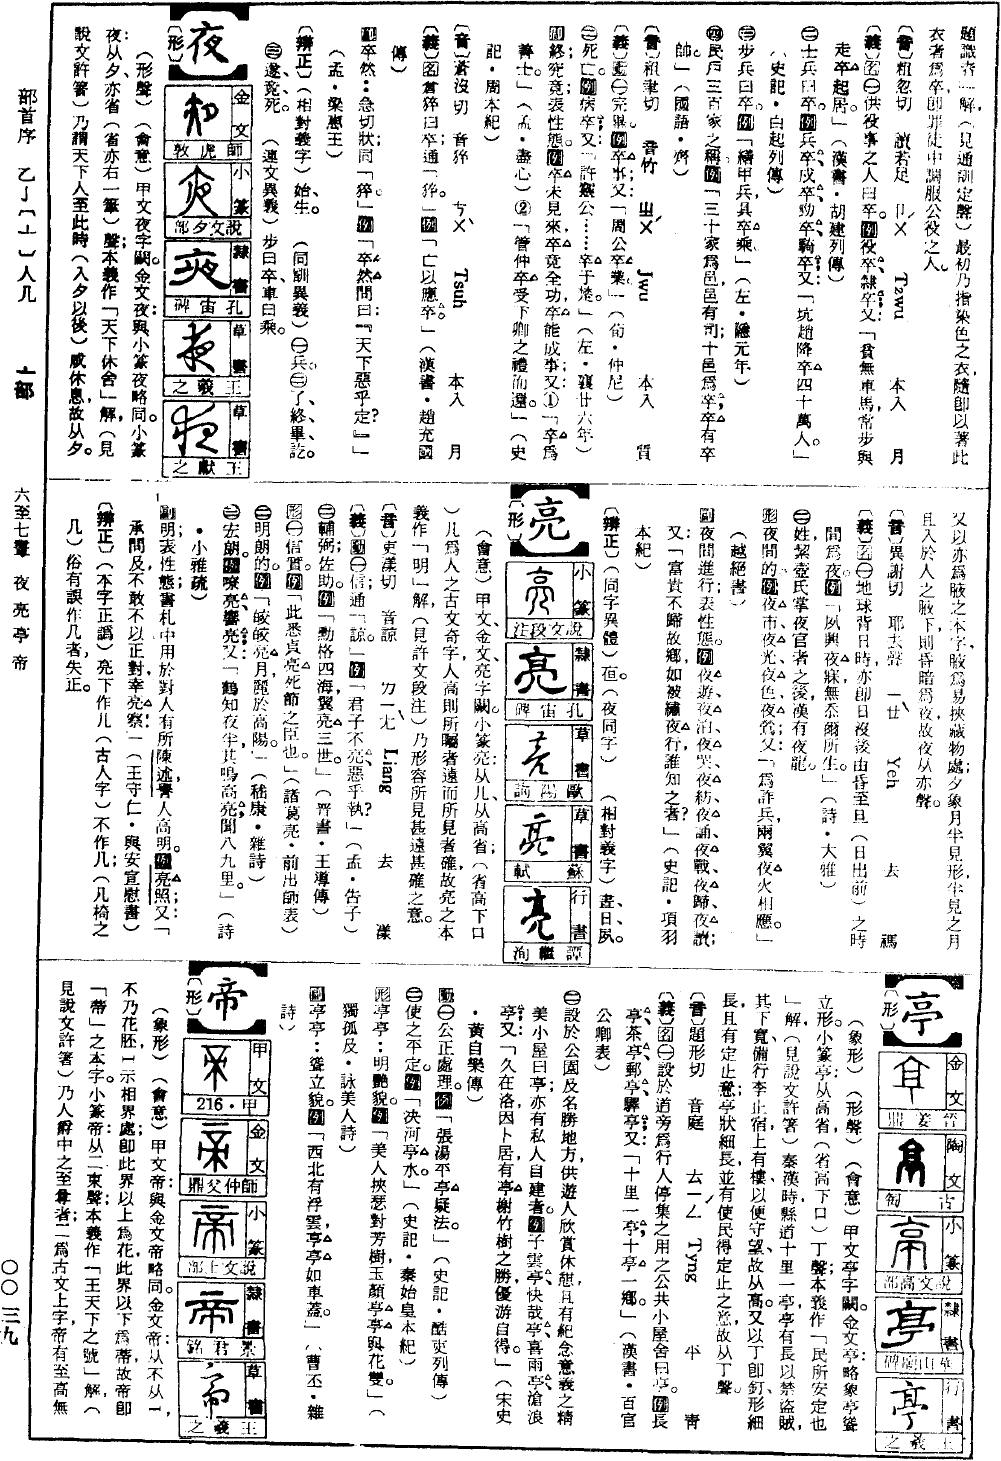 題識者」一解（見通訓定聲）最初乃指染色之衣隨卽以著此
衣者爲卒卽罪徒中調服公役之人。
〔音〕租忽切　讀若足　ㄗㄨˊ　Tzwu　本入　月
〔義〕名㊀供役事之人曰卒。例役卒、隸卒；又「貧無車馬，常步與
走卒起居」（漢書·胡建列傳）
㊁士兵曰卒。例兵卒、戍卒、勁卒、騎卒；又「坑趙降卒四十萬人」
（史記·白起列傳）
㊂步兵曰卒。例「繕甲兵，具卒乘」（左·隱元年）
㊃民戶三百家之稱。例「三十家爲邑，邑有司；十邑爲卒，卒有卒
帥。」（國語·齊）
〔音〕租聿切　音竹　ㄓㄨˊ　Jwu　本入　質
〔義〕動㊀完畢。例卒事；又「周公卒業」（荀·仲尼）
㊁死亡。例病卒；又「許靈公……卒于楚。」（左·襄廿六年）
副終究竟，表性態。例卒未見來、卒竟全功、卒能成事；又①「卒爲
善士。」（孟·盡心）②「管仲卒受下卿之禮而還。」（史
記·周本紀）
〔音〕蒼沒切　音猝　ㄘㄨˋ　Tsuh　本入　月
〔義〕名倉猝曰卒，通「猝。」例「亡以應卒。」（漢書·趙充國
傳）
副卒然：急切狀，同「猝。」例「卒然問曰：『天下惡乎定？』」
（孟·梁惠王）
〔辨正〕（相對義字）始、生。　（同訓異義）㊀兵。㊁了、終、畢、訖。
㊂遂、竟、死。　（連文異義）步曰卒，車曰乘。
夜
〔形〕
金文　師虎敦
小篆　說文夕部
隸書　孔宙碑
草書　王羲之
草書　王獻之
（形聲）（會意）甲文夜字闕。金文夜：與小篆夜略同。小篆
夜：从夕，亦省（省亦右一筆）聲，本義作「天下休舍」解，（見
說文許箸）乃謂天下人至此時（入夕以後）咸休息，故从夕。
又以亦爲腋之本字，腋爲易挾藏物處，夕象月半見形，半見之月
且入於人之腋下，則昏暗爲夜，故夜从亦聲。
〔音〕異謝切　耶去聲　ㄧㄝˋ　Yeh　去　禡
〔義〕名㊀地球背日時，亦卽日沒後由昏至旦（日出前）之時
間爲夜。例「夙興夜寐，無忝爾所生」（詩·大雅）
㊁姓，挈壺氏掌夜官者之後，漢有夜龍。
形夜間的。例夜市、夜光、夜色、夜鶯；又「爲詐兵，兩翼夜火相應。」
（越絕書）
副夜間進行，表性態。例夜遊、夜泊、夜哭、夜紡、夜誦、夜戰、夜歸、夜讀；
又「富貴不歸故鄉，如被繡夜行，誰知之者？」（史記·項羽
本紀）
〔辨正〕（同字異體）亱（夜同字）　（相對義字）晝、日、夙。
亮
〔形〕
小篆　說文段注
隸書　孔宙碑
草書　歐陽詢
草書　蘇軾
行書　譚繼洵
（會意）甲文、金文亮字闕。小篆亮：从儿，从高省（省高下口
）儿爲人之古文奇字，人高則所矚者遠而所見者確，故亮之本
義作「明」解，（見許文段注）乃形容所見甚遠甚確之意。
〔音〕吏漾切　音諒　ㄌㄧㄤˋ　Liang　去　漾
〔義〕動㊀信，通「諒。」例「君子不亮，惡乎執？」（孟·告子）
㊁輔弼；佐助。例「勳格四海，翼亮三世。」（晉書·王導傳）
形㊀信實。例「此悉貞亮死節之臣也」（諸葛亮·前出師表）
㊁明朗的。例「皎皎亮月，麗於高陽。」（嵇康·雜詩）
㊂宏朗。例嘹亮、響亮；又「鶴知夜半，其鳴高亮，聞八九里。」（詩
·小雅疏）
副明，表性態；書札中用於對人有所陳述，譽人高明。例亮照；又「
承問及，不敢不以正對，幸亮察」（王守仁·與安宣慰書）
〔辨正〕（本字正譌）亮下作儿（古人字）不作几（几椅之
几）俗有誤作几者，失正。
亭
〔形〕
金文　晉姜鼎
陶文　古匋
小篆　說文高部
隸書　華山廟碑
行書　王羲之
（象形）（形聲）（會意）甲文亭字闕。金文亭：略象亭聳
立形。小篆亭：从高省（省高下口）丁聲，本義作「民所安定也
」解，（見說文許箸）秦漢時縣道十里一亭，亭有長，以禁盜賊；
其下寬備行李止宿，上有樓以便守望，故从高。又以丁卽釘，形細
長且有定止意，亭狀細長，並有使民得定止之意，故从丁聲。
〔音〕題形切　音庭　ㄊㄧㄥˊ　Tyng　平　青
〔義〕名㊀設於道旁爲行人停集之用之公共小屋舍曰亭。例長
亭、茶亭、郵亭、驛亭；又「十里一亭，十亭一鄉。」（漢書·百官
公卿表）
㊁設於公園及名勝地方，供遊人欣賞休憩，且有紀念意義之精
美小屋曰亭，亦有私人自建者。例子雲亭、快哉亭、喜雨亭、滄浪
亭；又「久在洛，因卜居，有亭榭竹樹之勝，優游自得。」（宋史
·黃自樂傳）
動㊀公正處理。例「張湯平亭疑法。」（史記·酷吏列傳）
㊁使之平定。例「決河亭水。」（史記·秦始皇本紀）
形亭亭：明艷貌。例「美人挾瑟對芳樹，玉顏亭亭與花雙」（
獨孤及·詠美人詩）
副亭亭：聳立貌。例「西北有浮雲，亭亭如車蓋。」（曹丕·雜
詩）
帝
〔形〕
甲文　甲·216
金文　師仲父鼎
小篆　說文上部
隸書　景君銘
草書　王羲之
（象形）（會意）甲文帝與金文帝略同。金文帝：从不从一，
不乃花胚，一示相界處，卽此界以上爲花，此界以下爲蒂，故帝卽
「蒂」之本字。小篆帝：从二，朿聲，本義作「王天下之號」解，（
見說文許箸）乃人爵中之至尊者；二爲古文上字，帝有至高無
部首序　乙亅〔亠〕人几　亠部　六至七畫　夜亮亭帝　〇〇三九